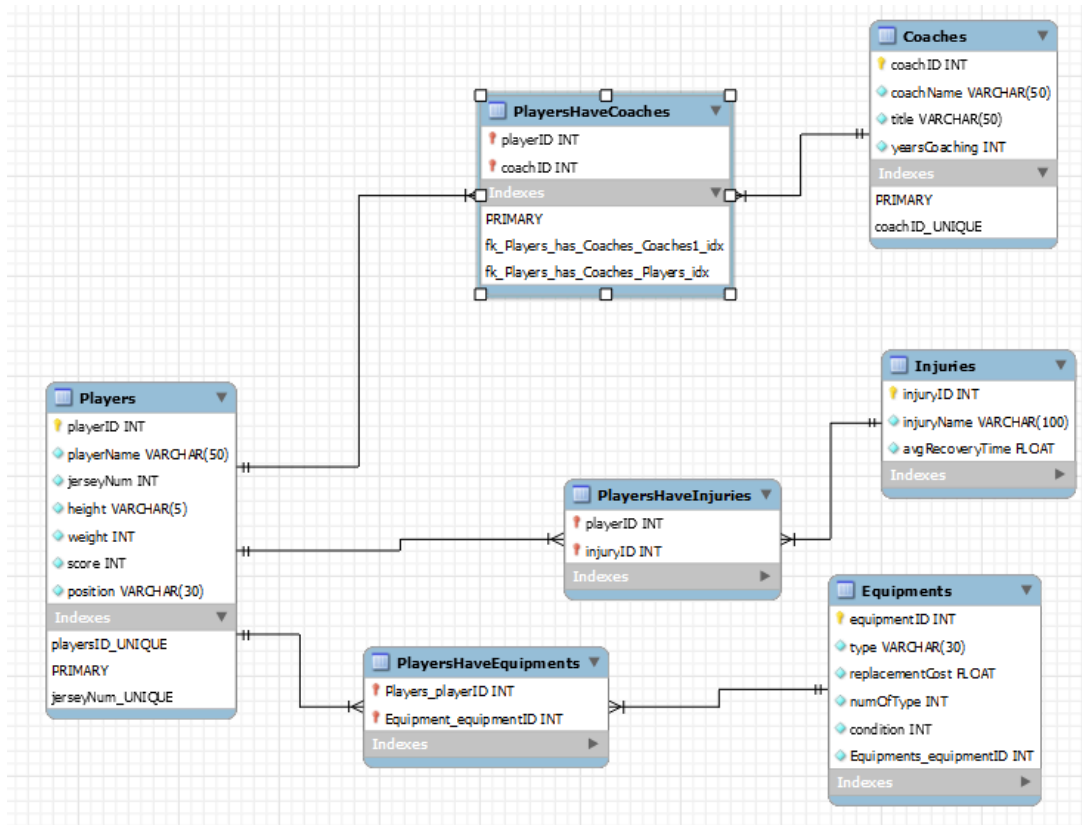 Coaches
coachID INT
coachName VARCHAR(50)
title VARCHAR(50)
yearsCoaching INT
Indexes
PRIMARY
coachID_UNIQUE
PlayersHaveCoaches
playerID INT
coachID INT
Indexes
PRIMARY
fk_Players_has_Coaches_Coaches1_idx
fk_Players_has_Coaches_Players_idx
Injuries
injuryID INT
injuryName VARCHAR(100)
avgRecoveryTime FLOAT
Indexes
Players
playerID INT
playerName VARCHAR(50)
jerseyNum INT
height VARCHAR(5)
weight INT
score INT
position VARCHAR(30)
Indexes
playersID_UNIQUE
PRIMARY
jerseyNum_UNIQUE
PlayersHaveInjuries
playerID INT
injuryID INT
Indexes
Equipments
equipmentID INT
type VARCHAR(30)
replacementCost FLOAT
numOfType INT
condition INT
Equipments_equipmentID INT
Indexes
PlayersHaveEquipments
Players_playerID INT
Equipment_equipmentID INT
Indexes